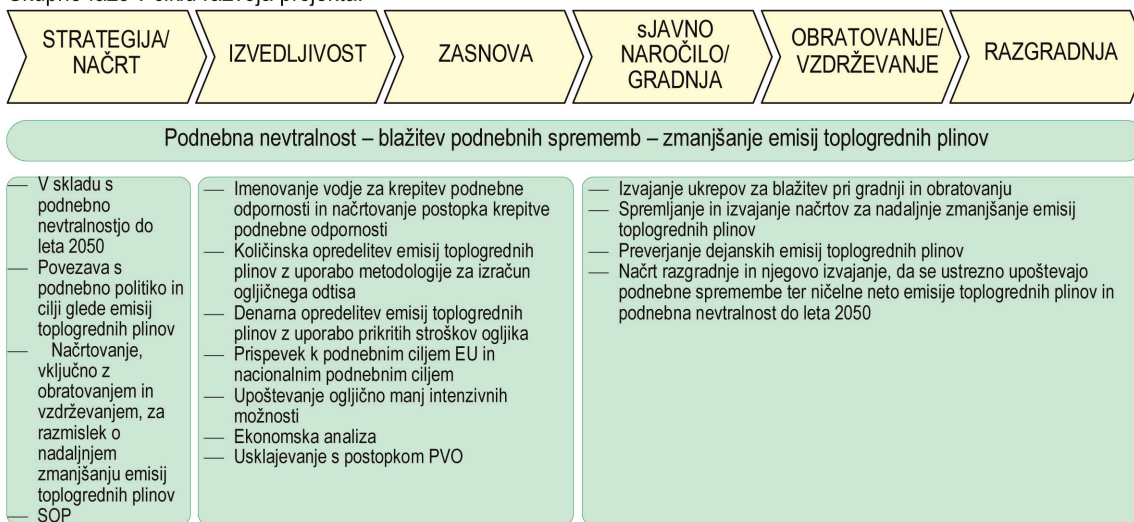 STRATEGIJA/
NAČRT
IZVEDLJIVOST
ZASNOVA
sJAVNO
NAROČILO/
GRADNJA
OBRATOVANJE/
VZDRŽEVANJE
RAZGRADNJA
Podnebna nevtralnost – blažitev podnebnih sprememb – zmanjšanje emisij toplogrednih plinov
— V skladu s
podnebno
nevtralnostjo do
leta 2050
— Povezava s
podnebno politiko in
cilji glede emisij
toplogrednih plinov
— Načrtovanje,
vključno z
obratovanjem in
vzdrževanjem, za
razmislek o
nadaljnjem
zmanjšanju emisij
toplogrednih plinov
— SOP
— Imenovanje vodje za krepitev podnebne
odpornosti in načrtovanje postopka krepitve
podnebne odpornosti
— Količinska opredelitev emisij toplogrednih
plinov z uporabo metodologije za izračun
ogljičnega odtisa
— Denarna opredelitev emisij toplogrednih
plinov z uporabo prikritih stroškov ogljika
— Prispevek k podnebnim ciljem EU in
nacionalnim podnebnim ciljem
— Upoštevanje ogljično manj intenzivnih
možnosti
— Ekonomska analiza
— Usklajevanje s postopkom PVO
— Izvajanje ukrepov za blažitev pri gradnji in obratovanju
— Spremljanje in izvajanje načrtov za nadaljnje zmanjšanje emisij
toplogrednih plinov
— Preverjanje dejanskih emisij toplogrednih plinov
— Načrt razgradnje in njegovo izvajanje, da se ustrezno upoštevajo
podnebne spremembe ter ničelne neto emisije toplogrednih plinov in
podnebna nevtralnost do leta 2050